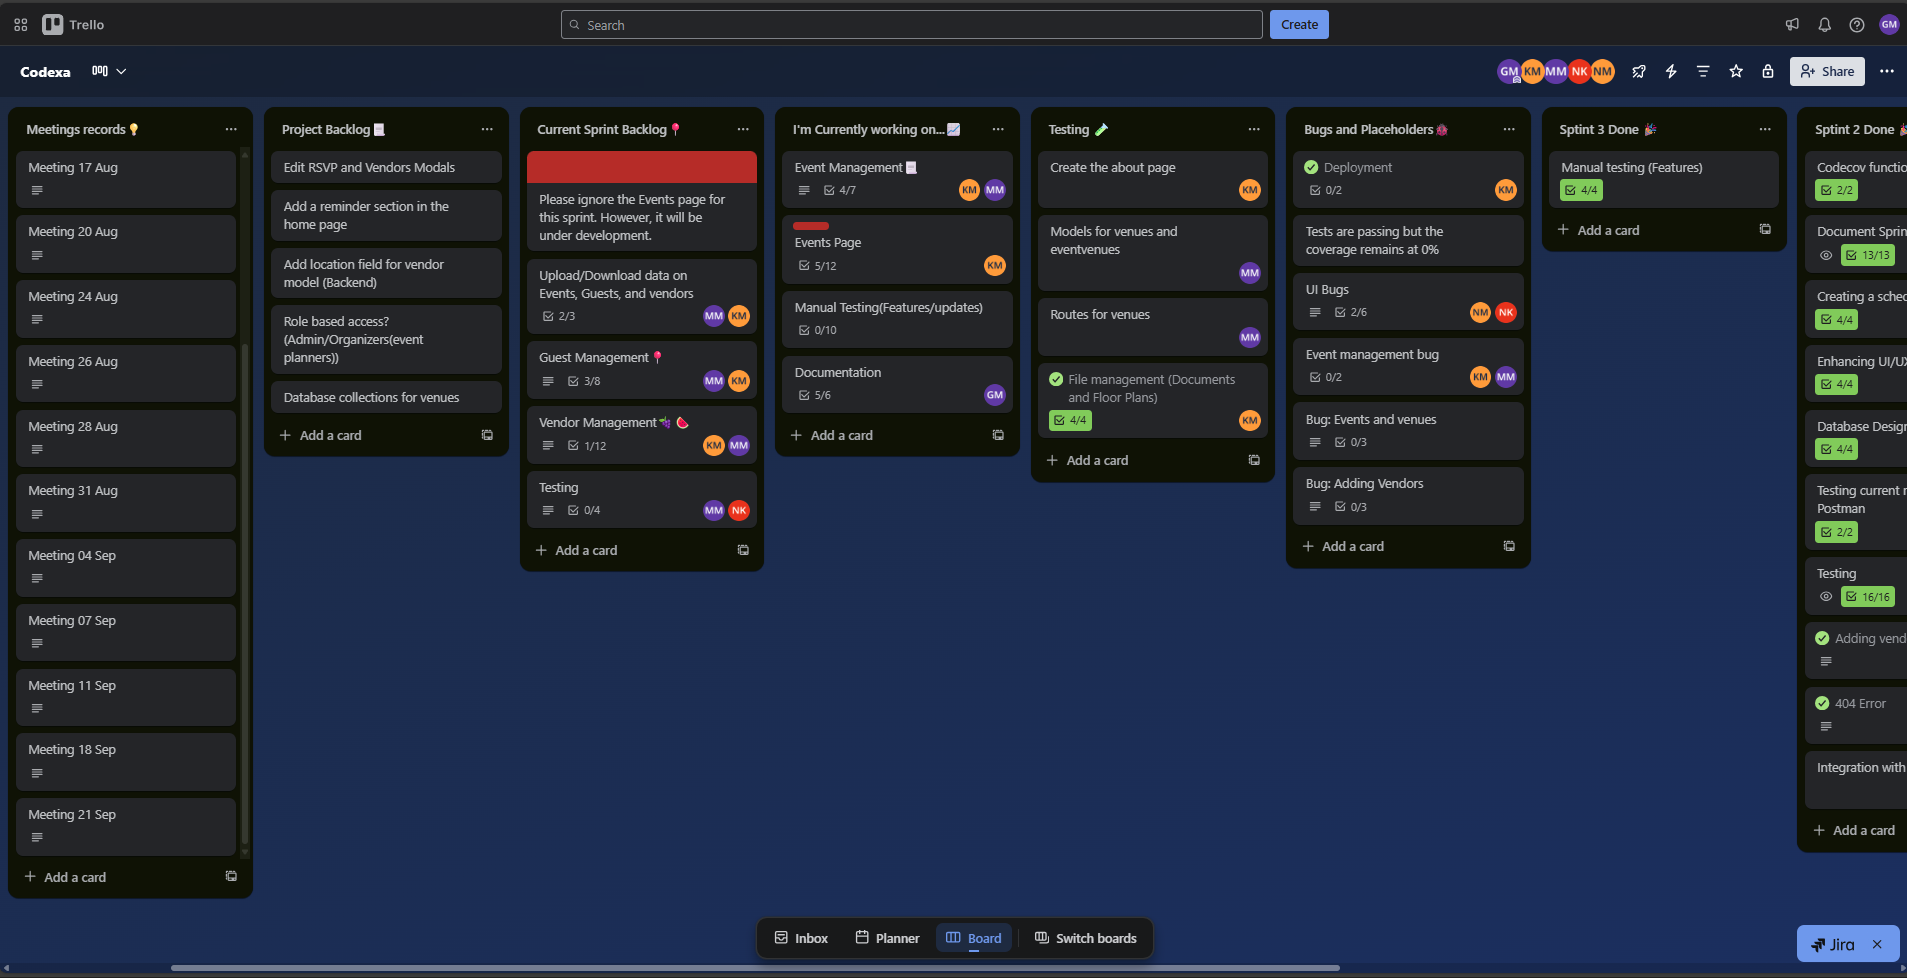 Trello
Search
Create
GM
Codexa
GM KM MM NK NM
Share
Meetings records
Meeting 17 Aug
Meeting 20 Aug
Meeting 24 Aug
Meeting 26 Aug
Meeting 28 Aug
Meeting 31 Aug
Meeting 04 Sep
Meeting 07 Sep
Meeting 11 Sep
Meeting 18 Sep
Meeting 21 Sep
Add a card
Project Backlog
Edit RSVP and Vendors Modals
Add a reminder section in the
home page
Add location field for vendor
model (Backend)
Role based access?
(Admin/Organizers(event
planners))
Database collections for venues
Add a card
Current Sprint Backlog
Please ignore the Events page for
this sprint. However, it will be
under development.
Upload/Download data on
Events, Guests, and vendors
2/3 MM KM
Guest Management
3/8 MM KM
Vendor Management
1/12 KM MM
Testing
0/4 MM NK
Add a card
I'm Currently working on...
Event Management
4/7 KM MM
Events Page
5/12 KM
Manual Testing(Features/updates)
0/10
Documentation
5/6 GM
Add a card
Testing
Create the about page
KM
Models for venues and
eventvenues
MM
Routes for venues
MM
File management (Documents
and Floor Plans)
4/4 KM
Add a card
Bugs and Placeholders
Deployment
0/2 KM
Tests are passing but the
coverage remains at 0%
UI Bugs
2/6 NM NK
Event management bug
0/2 KM MM
Bug: Events and venues
0/3
Bug: Adding Vendors
0/3
Add a card
Sptint 3 Done
Manual testing (Features)
4/4
Add a card
Sptint 2 Done
Codecov functio
2/2
Document Sprin
13/13
Creating a sched
4/4
Enhancing UI/UX
4/4
Database Design
4/4
Testing current r
Postman
2/2
Testing
16/16
Adding vend
404 Error
Integration with
Add a card
Inbox
Planner
Board
Switch boards
Jira